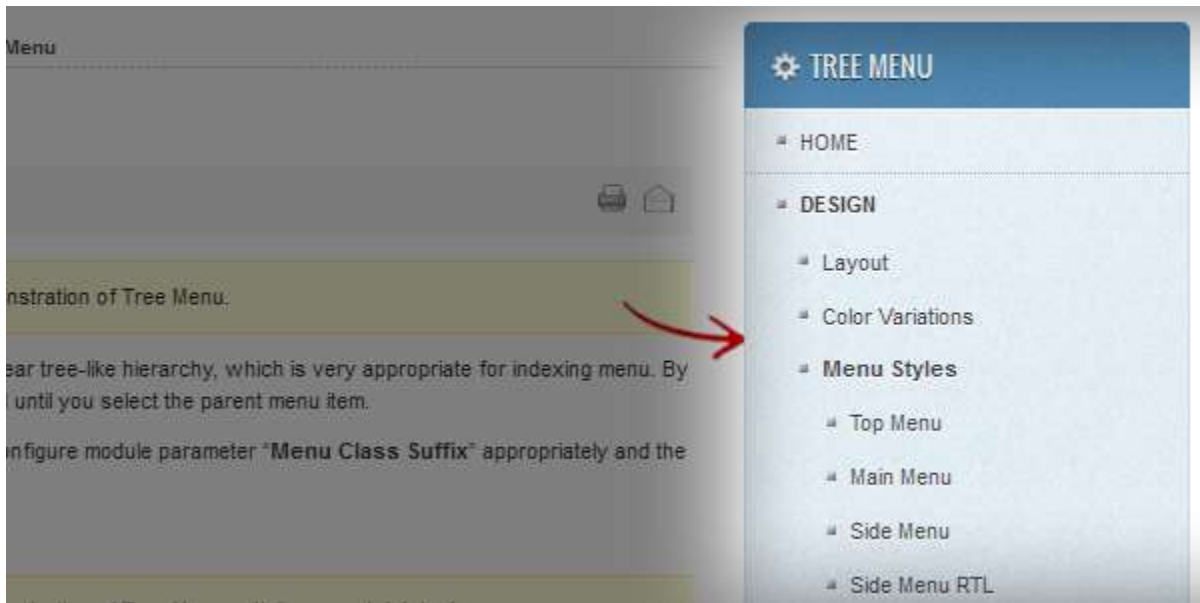 Menu
nstration of Tree Menu.
ear tree-like hierarchy, which is very appropriate for indexing menu. By
until you select the parent menu item.
onfigure module parameter "Menu Class Suffix" appropriately and the
TREE MENU
HOME
DESIGN
Layout
Color Variations
Menu Styles
Top Menu
Main Menu
Side Menu
Side Menu RTL